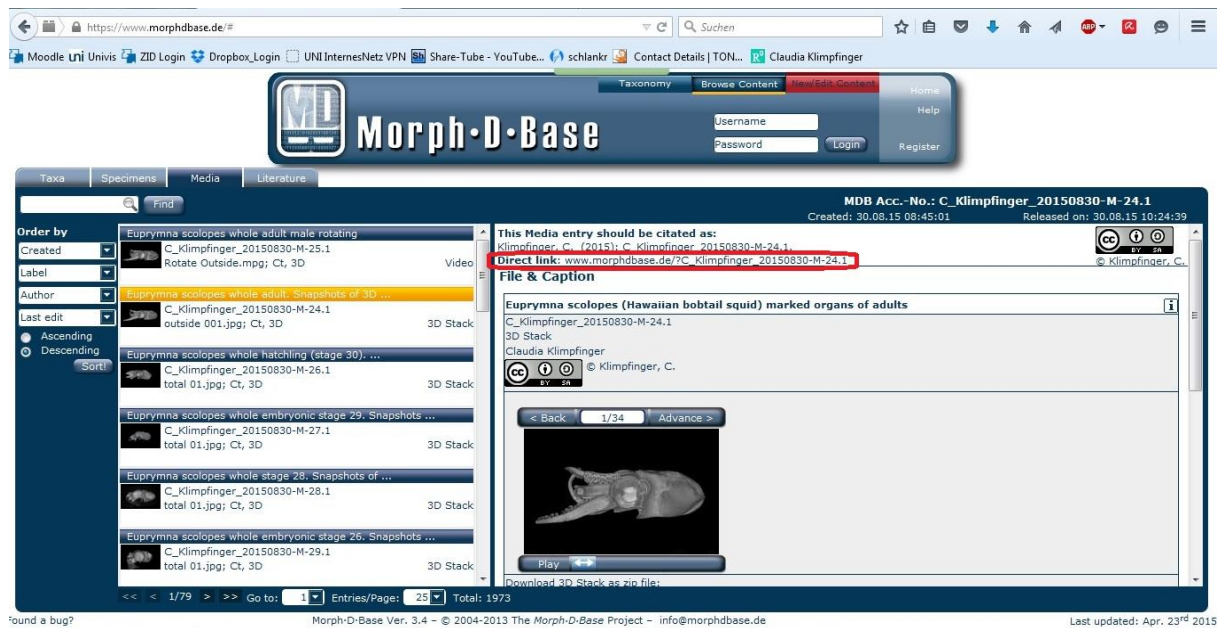 https://www.morphdbase.de/#
Suchen
ABP
Moodle uni Univis ZID Login Dropbox_Login UNI InternesNetz VPN Sb Share-Tube - YouTube... schlankr Contact Details | TON... R Claudia Klimpfinger
Taxonomy Browse Content New/Edit Content Home
Help
MD Morph·D·Base
Username
Password Login Register
Taxa Specimens Media Literature
Find
MDB Acc.-No.: C_Klimpfinger_20150830-M-24.1
Created: 30.08.15 08:45:01 Released on: 30.08.15 10:24:39
Order by
Created
Label
Author
Last edit
Ascending
Descending
Sort!
Euprymna scolopes whole adult male rotating
C_Klimpfinger_20150830-M-25.1
Rotate Outside.mpg; Ct, 3D Video
Euprymna scolopes whole adult. Snapshots of 3D ...
C_Klimpfinger_20150830-M-24.1
outside 001.jpg; Ct, 3D 3D Stack
Euprymna scolopes whole hatchling (stage 30). ...
C_Klimpfinger_20150830-M-26.1
total 01.jpg; Ct, 3D 3D Stack
Euprymna scolopes whole embryonic stage 29. Snapshots ...
C_Klimpfinger_20150830-M-27.1
total 01.jpg; Ct, 3D 3D Stack
Euprymna scolopes whole stage 28. Snapshots of ...
C_Klimpfinger_20150830-M-28.1
total 01.jpg; Ct, 3D 3D Stack
Euprymna scolopes whole embryonic stage 26. Snapshots ...
C_Klimpfinger_20150830-M-29.1
total 01.jpg; Ct, 3D 3D Stack
This Media entry should be cited as:
Klimpfinger, C. (2015): C_Klimpfinger_20150830-M-24.1.
Direct link: www.morphdbase.de/?C_Klimpfinger_20150830-M-24.1
cc BY SA
© Klimpfinger, C.
File & Caption
Euprymna scolopes (Hawaiian bobtail squid) marked organs of adults i
C_Klimpfinger_20150830-M-24.1
3D Stack
Claudia Klimpfinger
cc BY SA © Klimpfinger, C.
< Back 1/34 Advance >
Play
Download 3D Stack as zip file:
<< < 1/79 > >> Go to: 1 Entries/Page: 25 Total: 1973
Found a bug? Morph·D·Base Ver. 3.4 – © 2004-2013 The Morph-D-Base Project – info@morphdbase.de Last updated: Apr. 23rd 2015